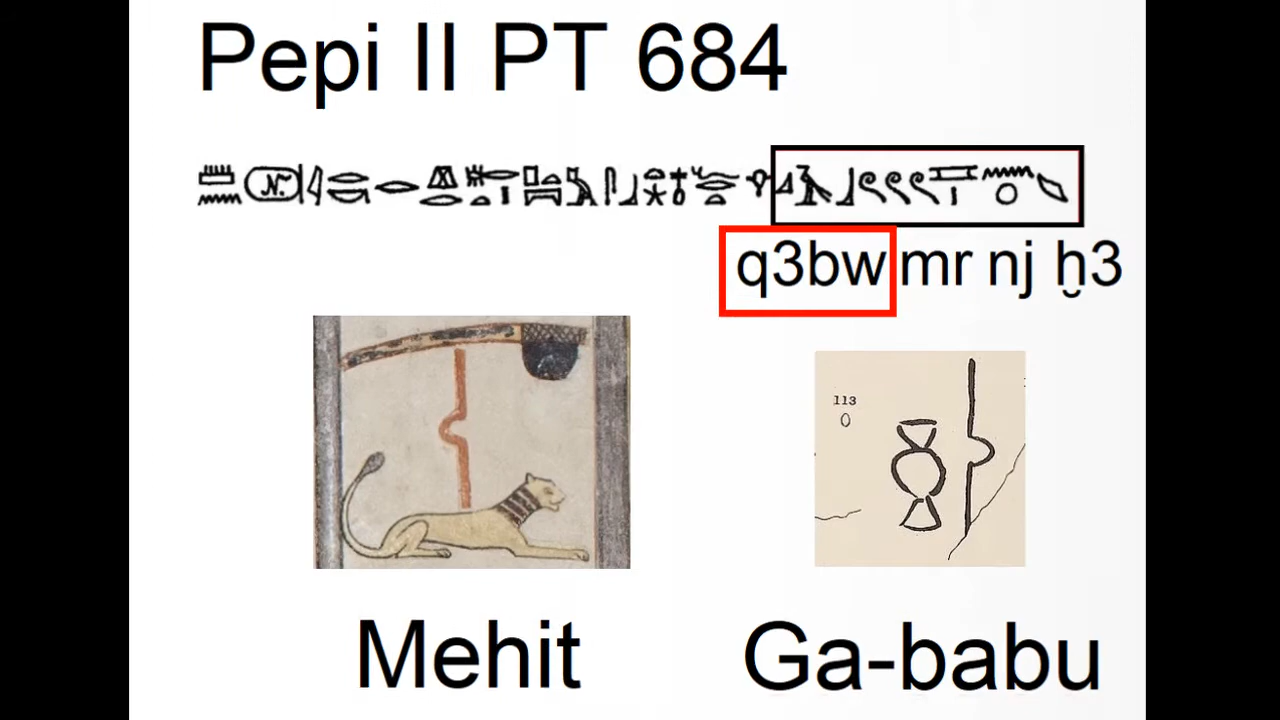 Pepi II PT 684
q3bw mr nj ḫ3
113
Mehit
Ga-babu